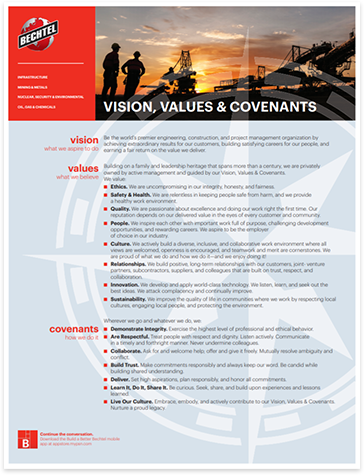 BECHTEL
INFRASTRUCTURE
MINING & METALS
NUCLEAR, SECURITY & ENVIRONMENTAL
OIL, GAS & CHEMICALS
VISION, VALUES & COVENANTS
vision
what we aspire to do
Be the world's premier engineering, construction, and project management organization by
achieving extraordinary results for our customers, building satisfying careers for our people, and
earning a fair return on the value we deliver.
values
what we believe
Building on a family and leadership heritage that spans more than a century, we are privately
owned by active management and guided by our Vision, Values & Covenants.
We value:
Ethics. We are uncompromising in our integrity, honesty, and fairness.
Safety & Health. We are relentless in keeping people safe from harm, and we provide
a healthy work environment.
Quality. We are passionate about excellence and doing our work right the first time. Our
reputation depends on our delivered value in the eyes of every customer and community.
People. We inspire each other with important work full of purpose, challenging development
opportunities, and rewarding careers. We aspire to be the employer
of choice in our industry.
Culture. We actively build a diverse, inclusive, and collaborative work environment where all
views are welcomed, openness is encouraged, and teamwork and merit are cornerstones. We
are proud of what we do and how we do it—and we enjoy doing it!
Relationships. We build positive, long-term relationships with our customers, joint- venture
partners, subcontractors, suppliers, and colleagues that are built on trust, respect, and
collaboration.
Innovation. We develop and apply world-class technology. We listen, learn, and seek out the
best ideas. We attack complacency and continually improve.
Sustainability. We improve the quality of life in communities where we work by respecting local
cultures, engaging local people, and protecting the environment.
covenants
how we do it
Wherever we go and whatever we do, we:
Demonstrate Integrity. Exercise the highest level of professional and ethical behavior.
Are Respectful. Treat people with respect and dignity. Listen actively. Communicate
in a timely and forthright manner. Never undermine colleagues.
Collaborate. Ask for and welcome help; offer and give it freely. Mutually resolve ambiguity and
conflict.
Build Trust. Make commitments responsibly and always keep our word. Be candid while
building shared understanding.
Deliver. Set high aspirations, plan responsibly, and honor all commitments.
Learn It, Do It, Share It. Be curious. Seek, share, and build upon experiences and lessons
learned.
Live Our Culture. Embrace, embody, and actively contribute to our Vision, Values & Covenants.
Nurture a proud legacy.
B
Continue the conversation.
Download the Build a Better Bechtel mobile